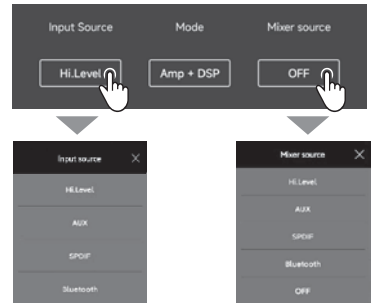 Input Source Mode Mixer source
Hi.Level Amp + DSP OFF
Input source ×
Hi.Level
AUX
SPDIF
Bluetooth
Mixer source ×
Hi.Level
AUX
SPDIF
Bluetooth
OFF